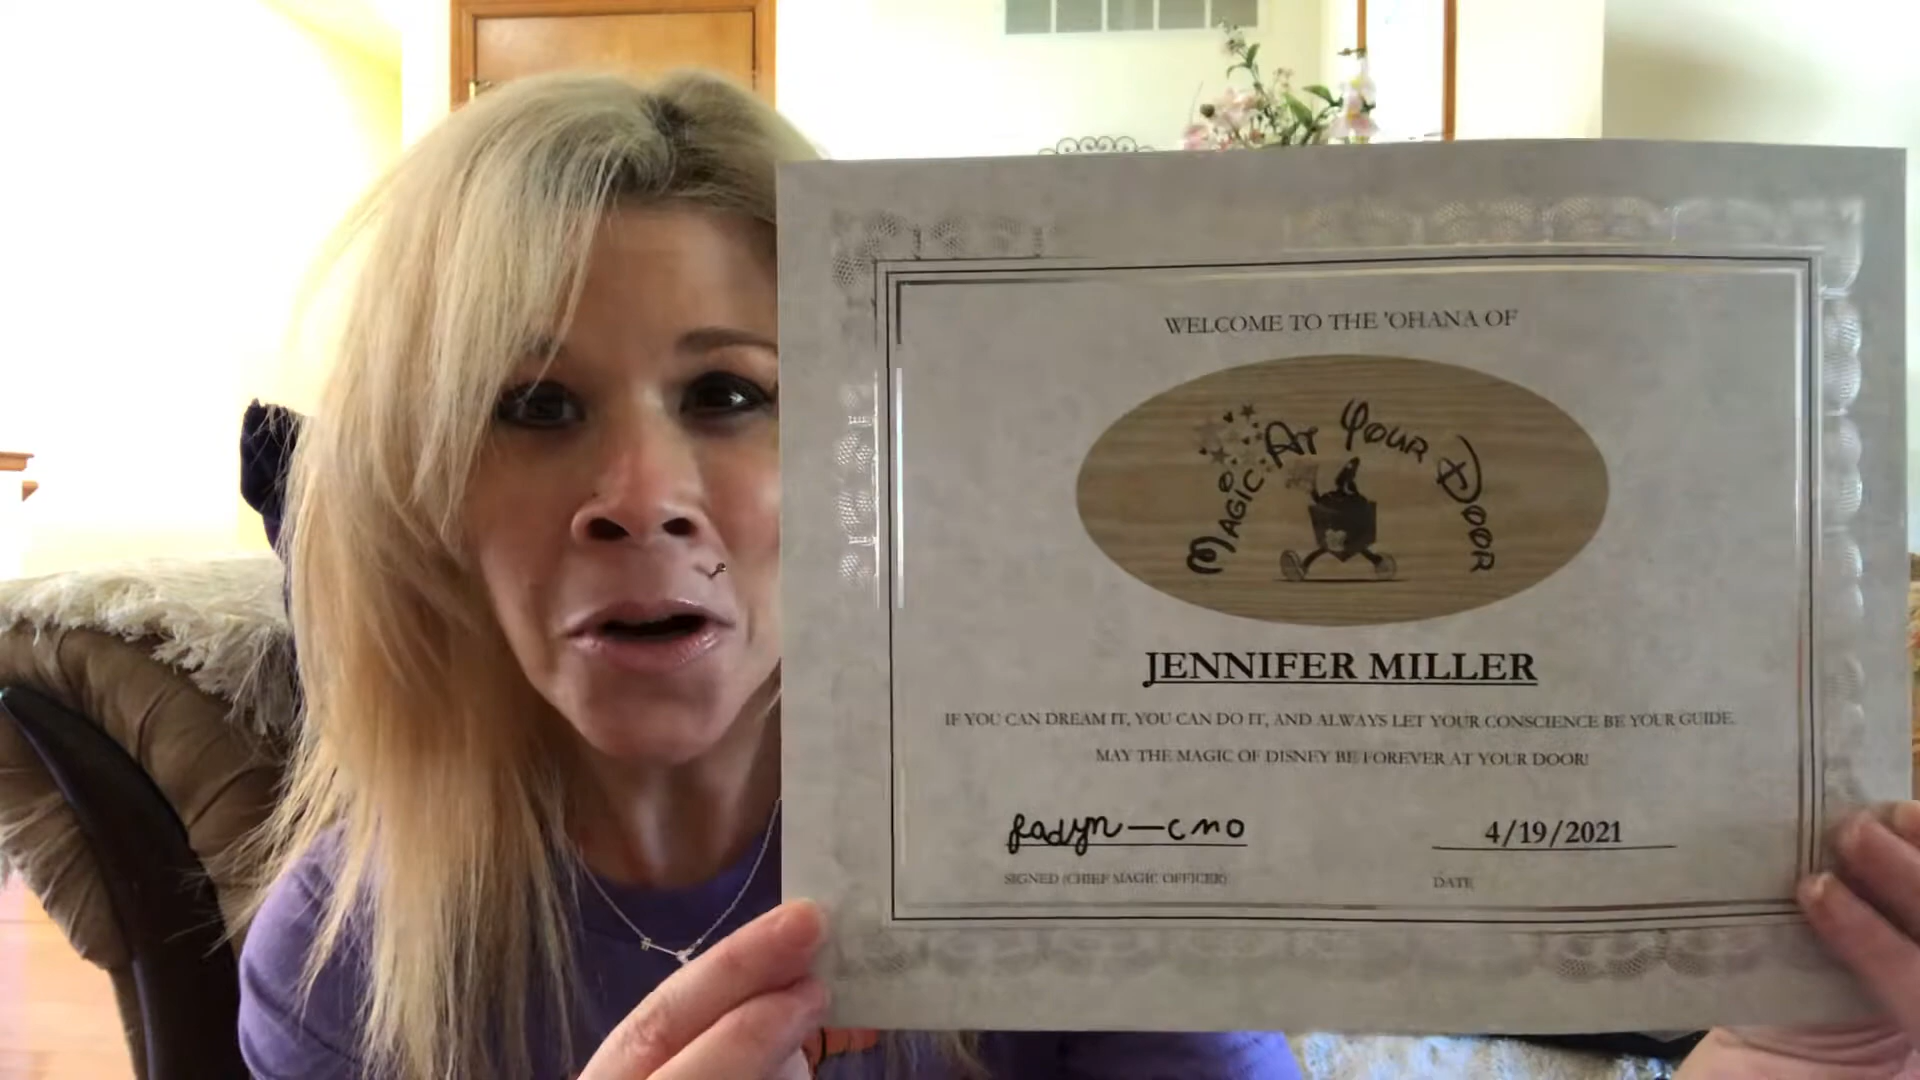 WELCOME TO THE 'OHANA OF
MAGIC AT YOUR DOOR
JENNIFER MILLER
IF YOU CAN DREAM IT, YOU CAN DO IT, AND ALWAYS LET YOUR CONSCIENCE BE YOUR GUIDE.
MAY THE MAGIC OF DISNEY BE FOREVER AT YOUR DOOR!
Jadyn — CMO 4/19/2021
SIGNED (CHIEF MAGIC OFFICER) DATE